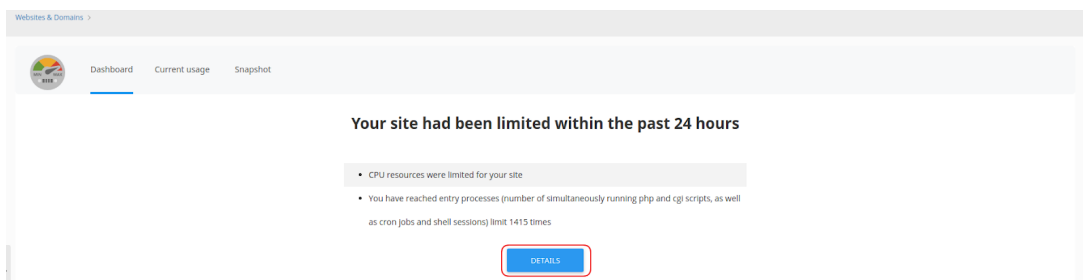 Websites & Domains >
Dashboard Current usage Snapshot
Your site had been limited within the past 24 hours
• CPU resources were limited for your site
• You have reached entry processes (number of simultaneously running php and cgi scripts, as well
as cron jobs and shell sessions) limit 1415 times
DETAILS